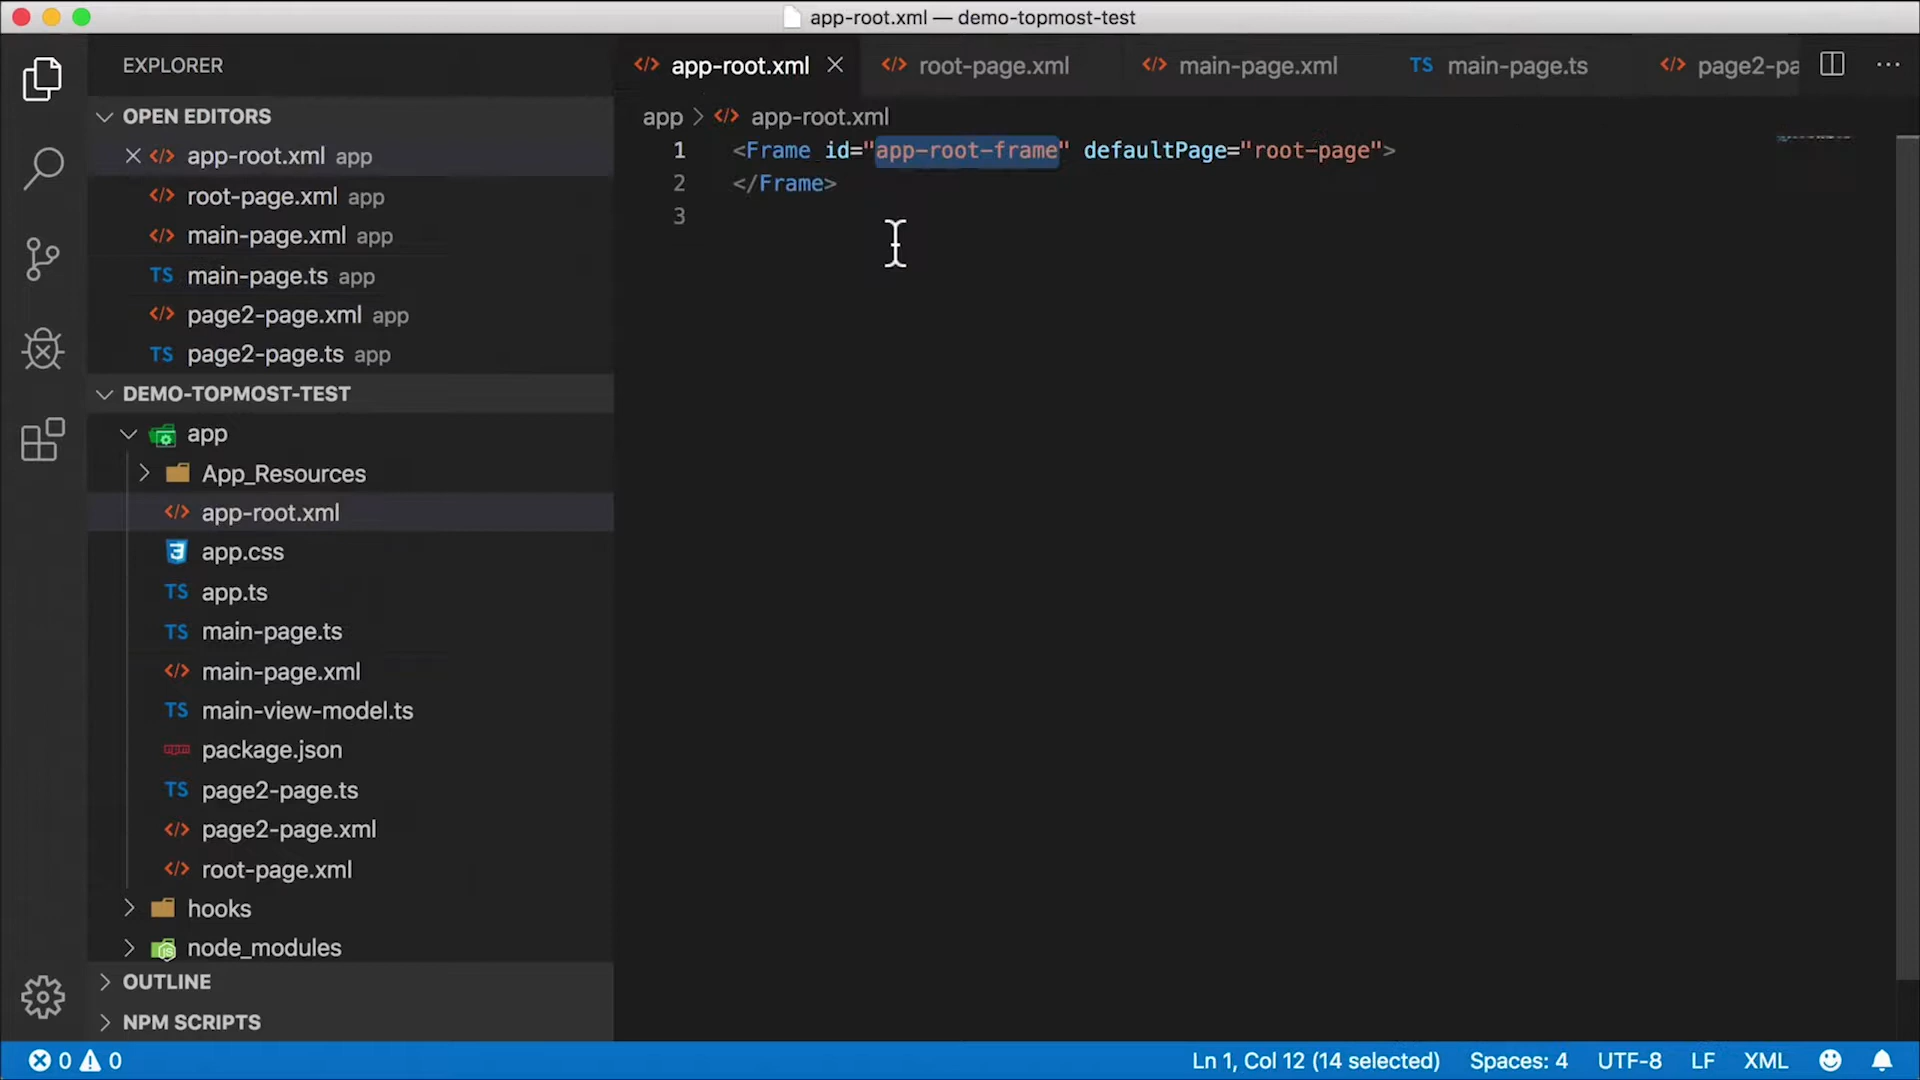 app-root.xml — demo-topmost-test
EXPLORER
OPEN EDITORS
app-root.xml app
root-page.xml app
main-page.xml app
TS main-page.ts app
page2-page.xml app
TS page2-page.ts app
DEMO-TOPMOST-TEST
app
App_Resources
app-root.xml
app.css
TS app.ts
TS main-page.ts
main-page.xml
TS main-view-model.ts
package.json
TS page2-page.ts
page2-page.xml
root-page.xml
hooks
node_modules
OUTLINE
NPM SCRIPTS
app-root.xml root-page.xml main-page.xml TS main-page.ts page2-pa
app > app-root.xml
1 <Frame id="app-root-frame" defaultPage="root-page">
2 </Frame>
3
0 0 Ln 1, Col 12 (14 selected) Spaces: 4 UTF-8 LF XML